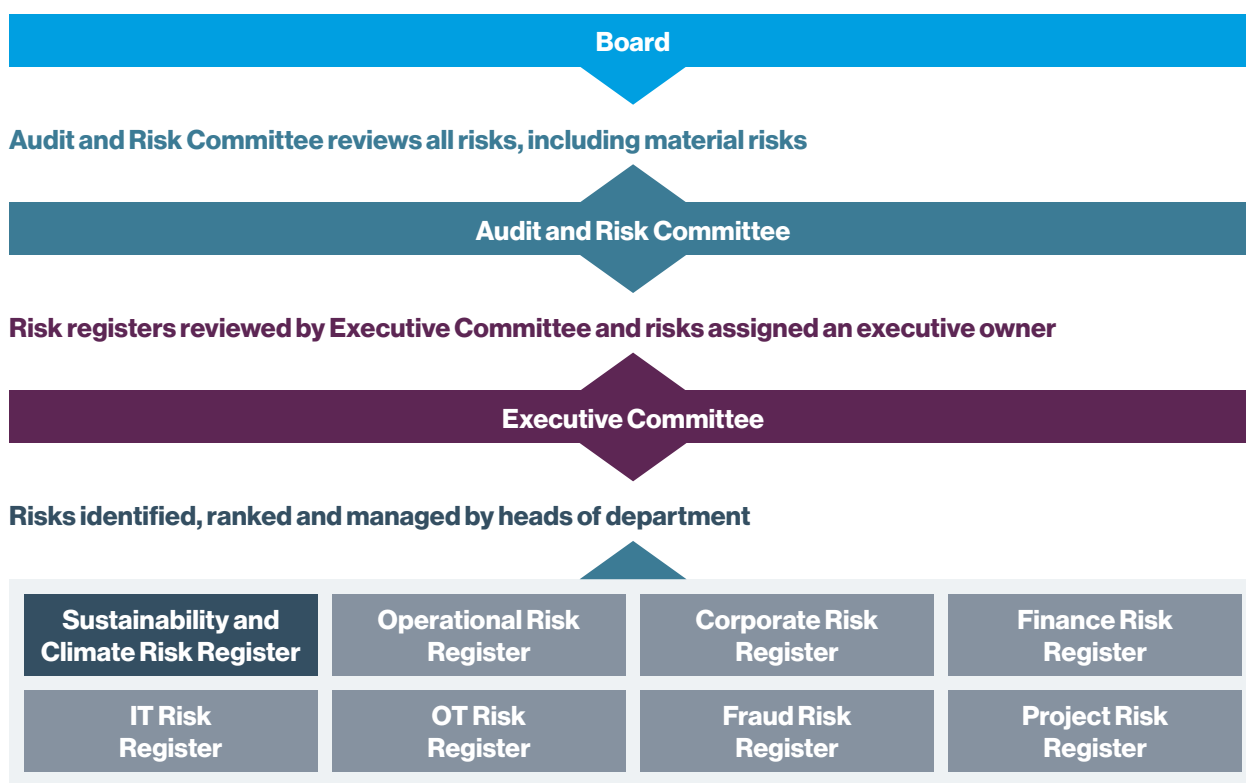 Board
Audit and Risk Committee reviews all risks, including material risks
Audit and Risk Committee
Risk registers reviewed by Executive Committee and risks assigned an executive owner
Executive Committee
Risks identified, ranked and managed by heads of department
Sustainability and
Climate Risk Register
Operational Risk
Register
Corporate Risk
Register
Finance Risk
Register
IT Risk
Register
OT Risk
Register
Fraud Risk
Register
Project Risk
Register